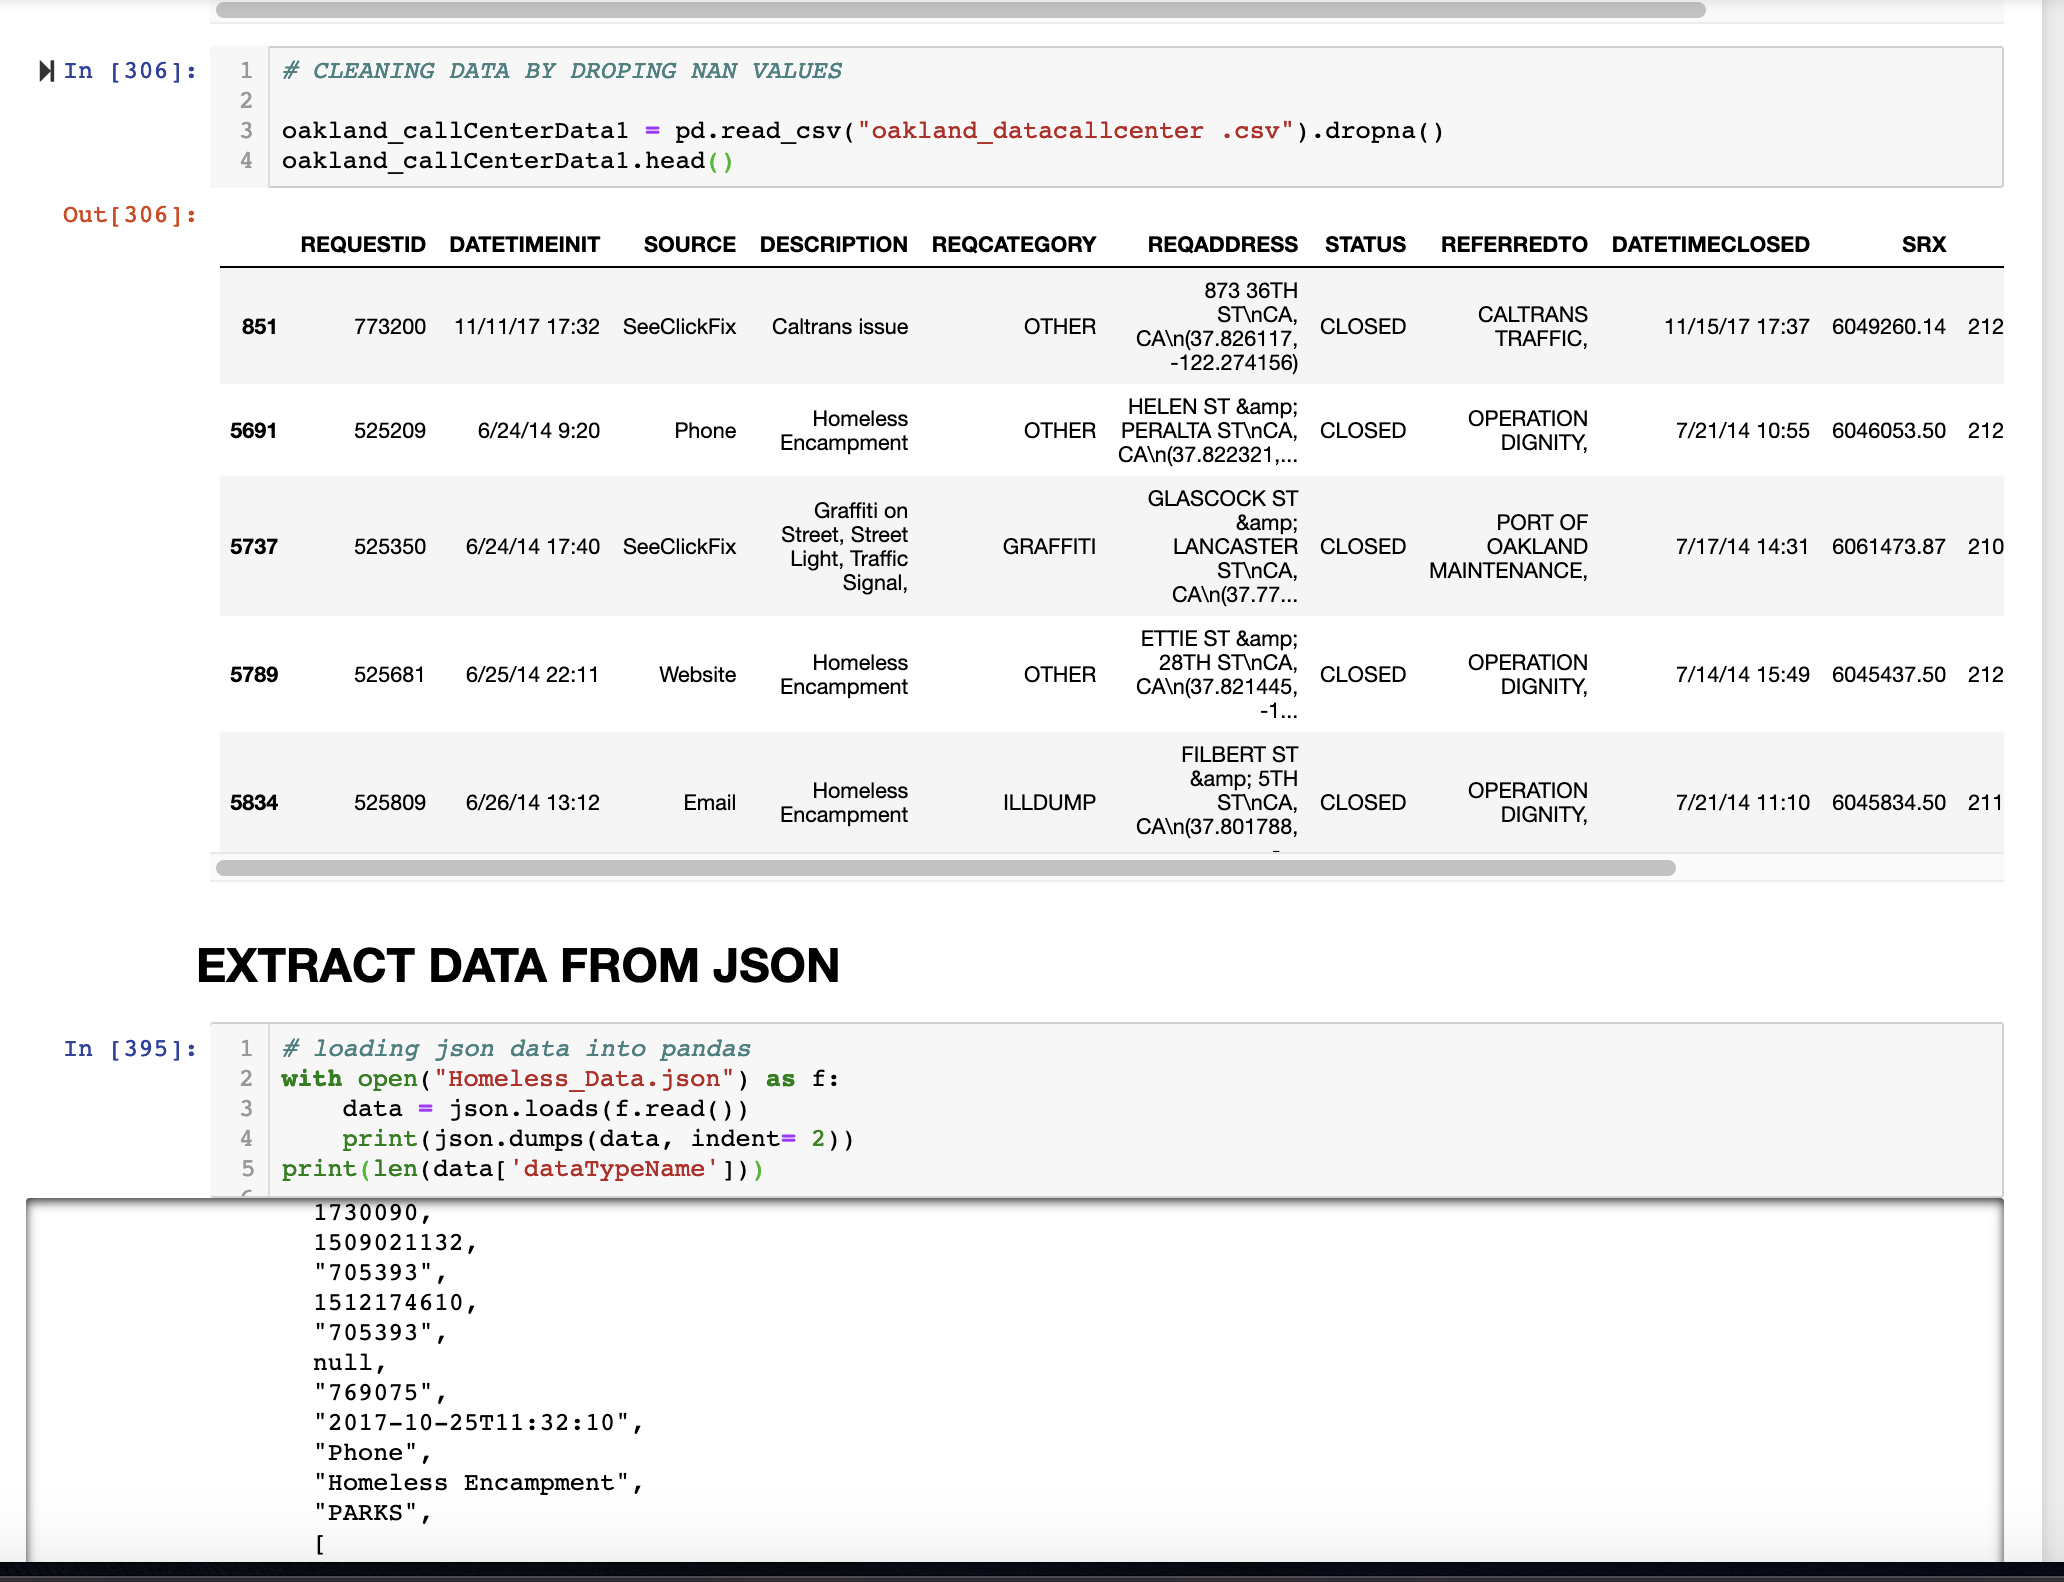 In [306]:
1 # CLEANING DATA BY DROPING NAN VALUES
2
3 oakland_callCenterData1 = pd.read_csv("oakland_datacallcenter .csv").dropna()
4 oakland_callCenterData1.head()
Out[306]:
REQUESTID DATETIMEINIT SOURCE DESCRIPTION REQCATEGORY REQADDRESS STATUS REFERREDTO DATETIMECLOSED SRX
851 773200 11/11/17 17:32 SeeClickFix Caltrans issue OTHER 873 36TH ST\nCA, CA\n(37.826117, -122.274156) CLOSED CALTRANS TRAFFIC, 11/15/17 17:37 6049260.14 212
5691 525209 6/24/14 9:20 Phone Homeless Encampment OTHER HELEN ST &amp; PERALTA ST\nCA, CA\n(37.822321,... CLOSED OPERATION DIGNITY, 7/21/14 10:55 6046053.50 212
5737 525350 6/24/14 17:40 SeeClickFix Graffiti on Street, Street Light, Traffic Signal, GRAFFITI GLASCOCK ST &amp; LANCASTER ST\nCA, CA\n(37.77... CLOSED PORT OF OAKLAND MAINTENANCE, 7/17/14 14:31 6061473.87 210
5789 525681 6/25/14 22:11 Website Homeless Encampment OTHER ETTIE ST &amp; 28TH ST\nCA, CA\n(37.821445, -1... CLOSED OPERATION DIGNITY, 7/14/14 15:49 6045437.50 212
5834 525809 6/26/14 13:12 Email Homeless Encampment ILLDUMP FILBERT ST &amp; 5TH ST\nCA, CA\n(37.801788, CLOSED OPERATION DIGNITY, 7/21/14 11:10 6045834.50 211
EXTRACT DATA FROM JSON
In [395]:
1 # loading json data into pandas
2 with open("Homeless_Data.json") as f:
3     data = json.loads(f.read())
4     print(json.dumps(data, indent= 2))
5 print(len(data['dataTypeName']))
1730090,
1509021132,
"705393",
1512174610,
"705393",
null,
"769075",
"2017-10-25T11:32:10",
"Phone",
"Homeless Encampment",
"PARKS",
[